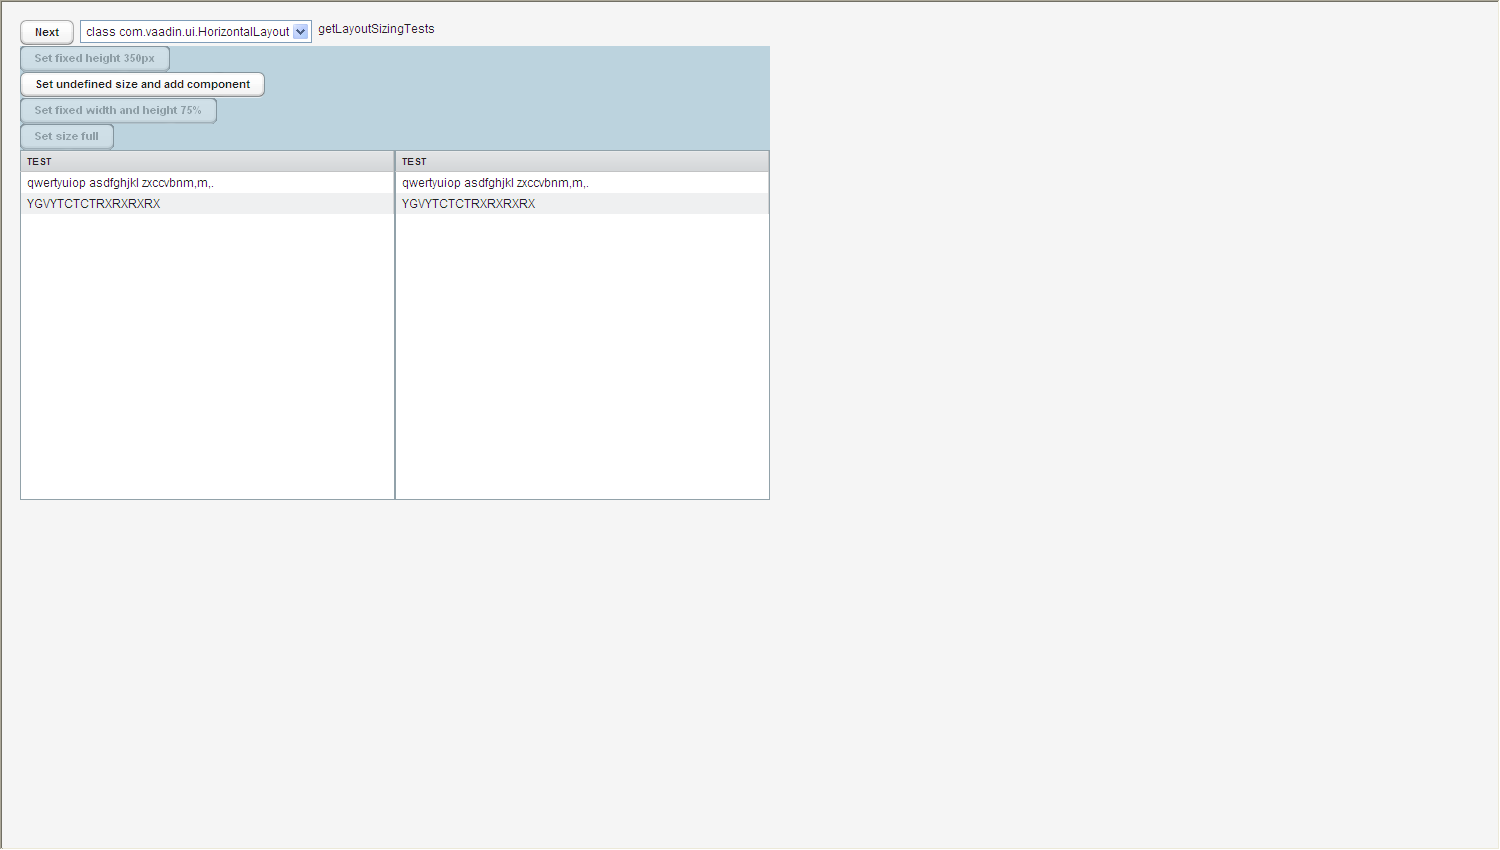 Next class com.vaadin.ui.HorizontalLayout getLayoutSizingTests
Set fixed height 350px
Set undefined size and add component
Set fixed width and height 75%
Set size full
TEST TEST
qwertyuiop asdfghjkl zxccvbnm,m,. qwertyuiop asdfghjkl zxccvbnm,m,.
YGVYTCTCTRXRXRXRX YGVYTCTCTRXRXRXRX